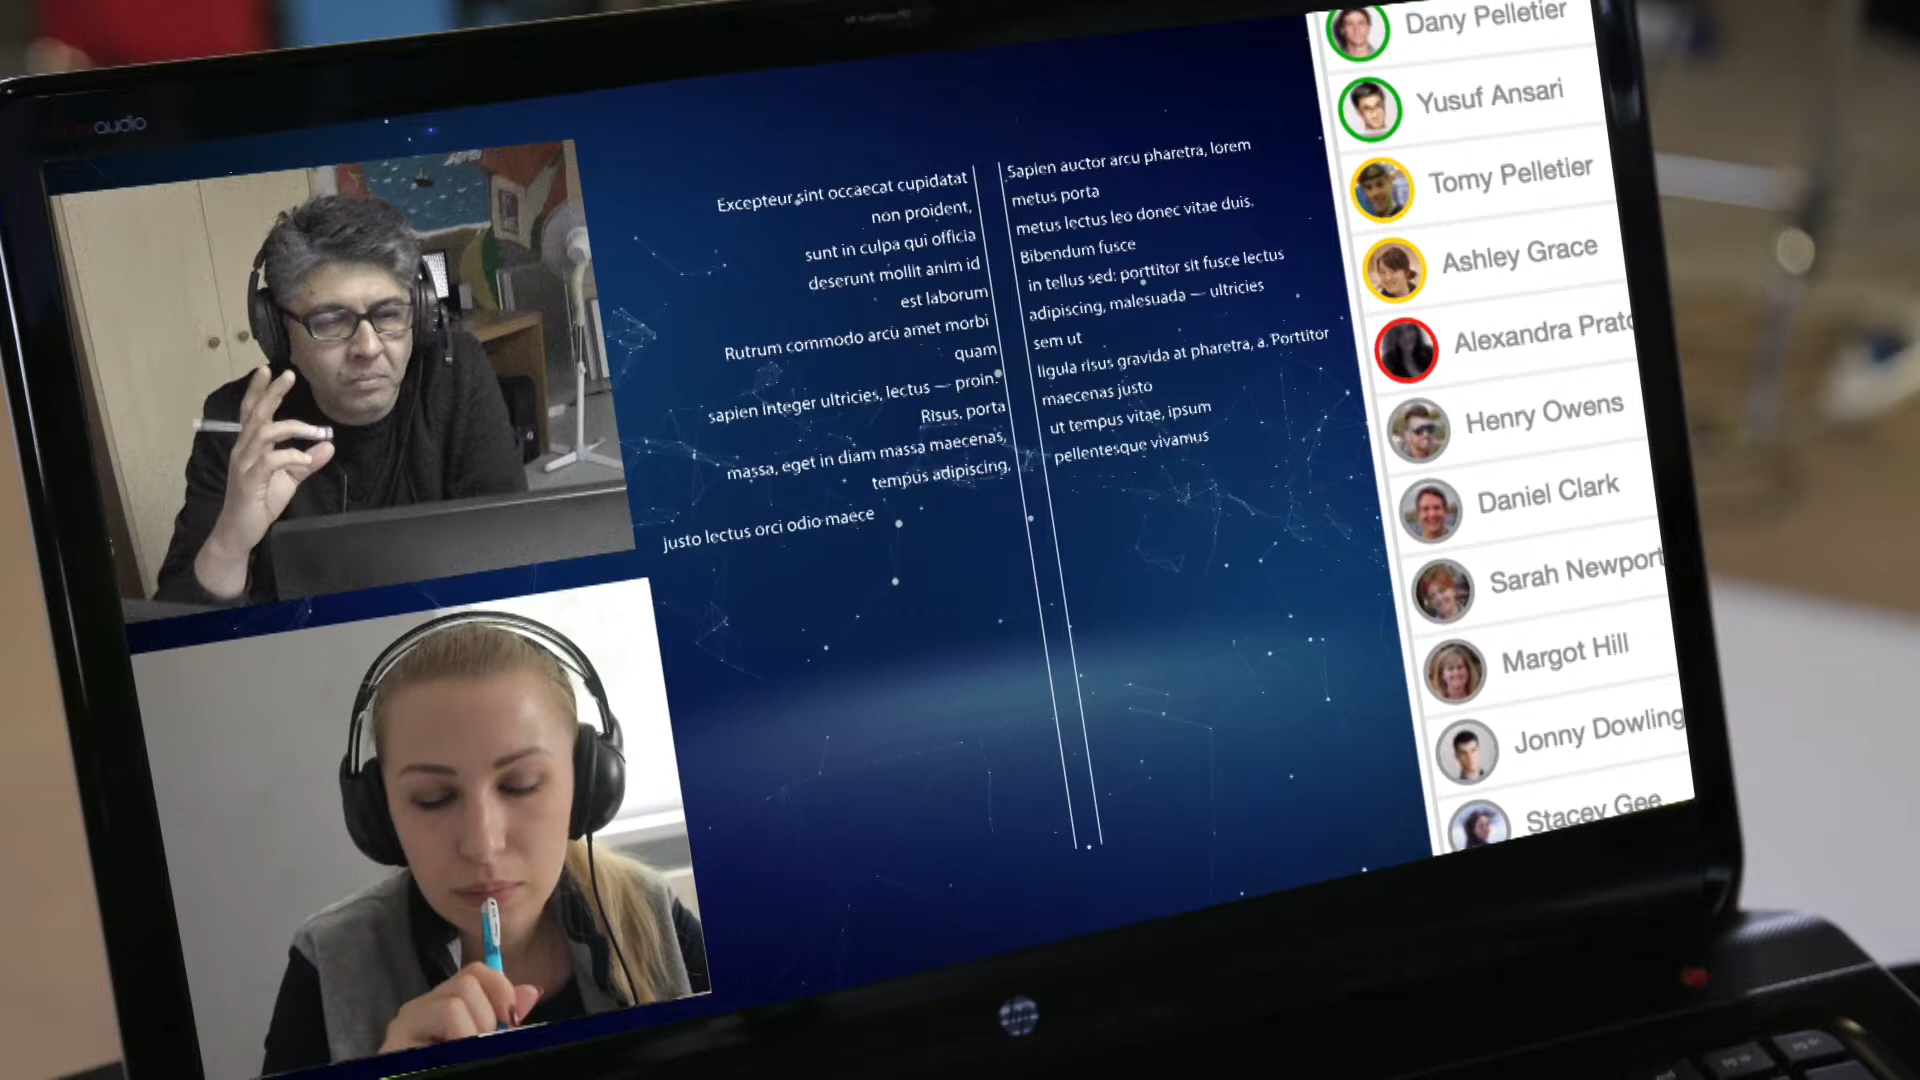 audio
Excepteur sint occaecat cupidatat
non proident,
sunt in culpa qui officia
deserunt mollit anim id
est laborum
Rutrum commodo arcu amet morbi
quam
sapien integer ultricies, lectus — proin.
Risus, porta
massa, eget in diam massa maecenas,
tempus adipiscing,
justo lectus orci odio maece
Sapien auctor arcu pharetra, lorem
metus porta
metus lectus leo donec vitae duis.
Bibendum fusce
in tellus sed: porttitor sit fusce lectus
adipiscing, malesuada — ultricies
sem ut
ligula risus gravida at pharetra, a. Porttitor
maecenas justo
ut tempus vitae, ipsum
pellentesque vivamus
Dany Pelletier
Yusuf Ansari
Tomy Pelletier
Ashley Grace
Alexandra Prato
Henry Owens
Daniel Clark
Sarah Newport
Margot Hill
Jonny Dowling
Stacey Gee
hp